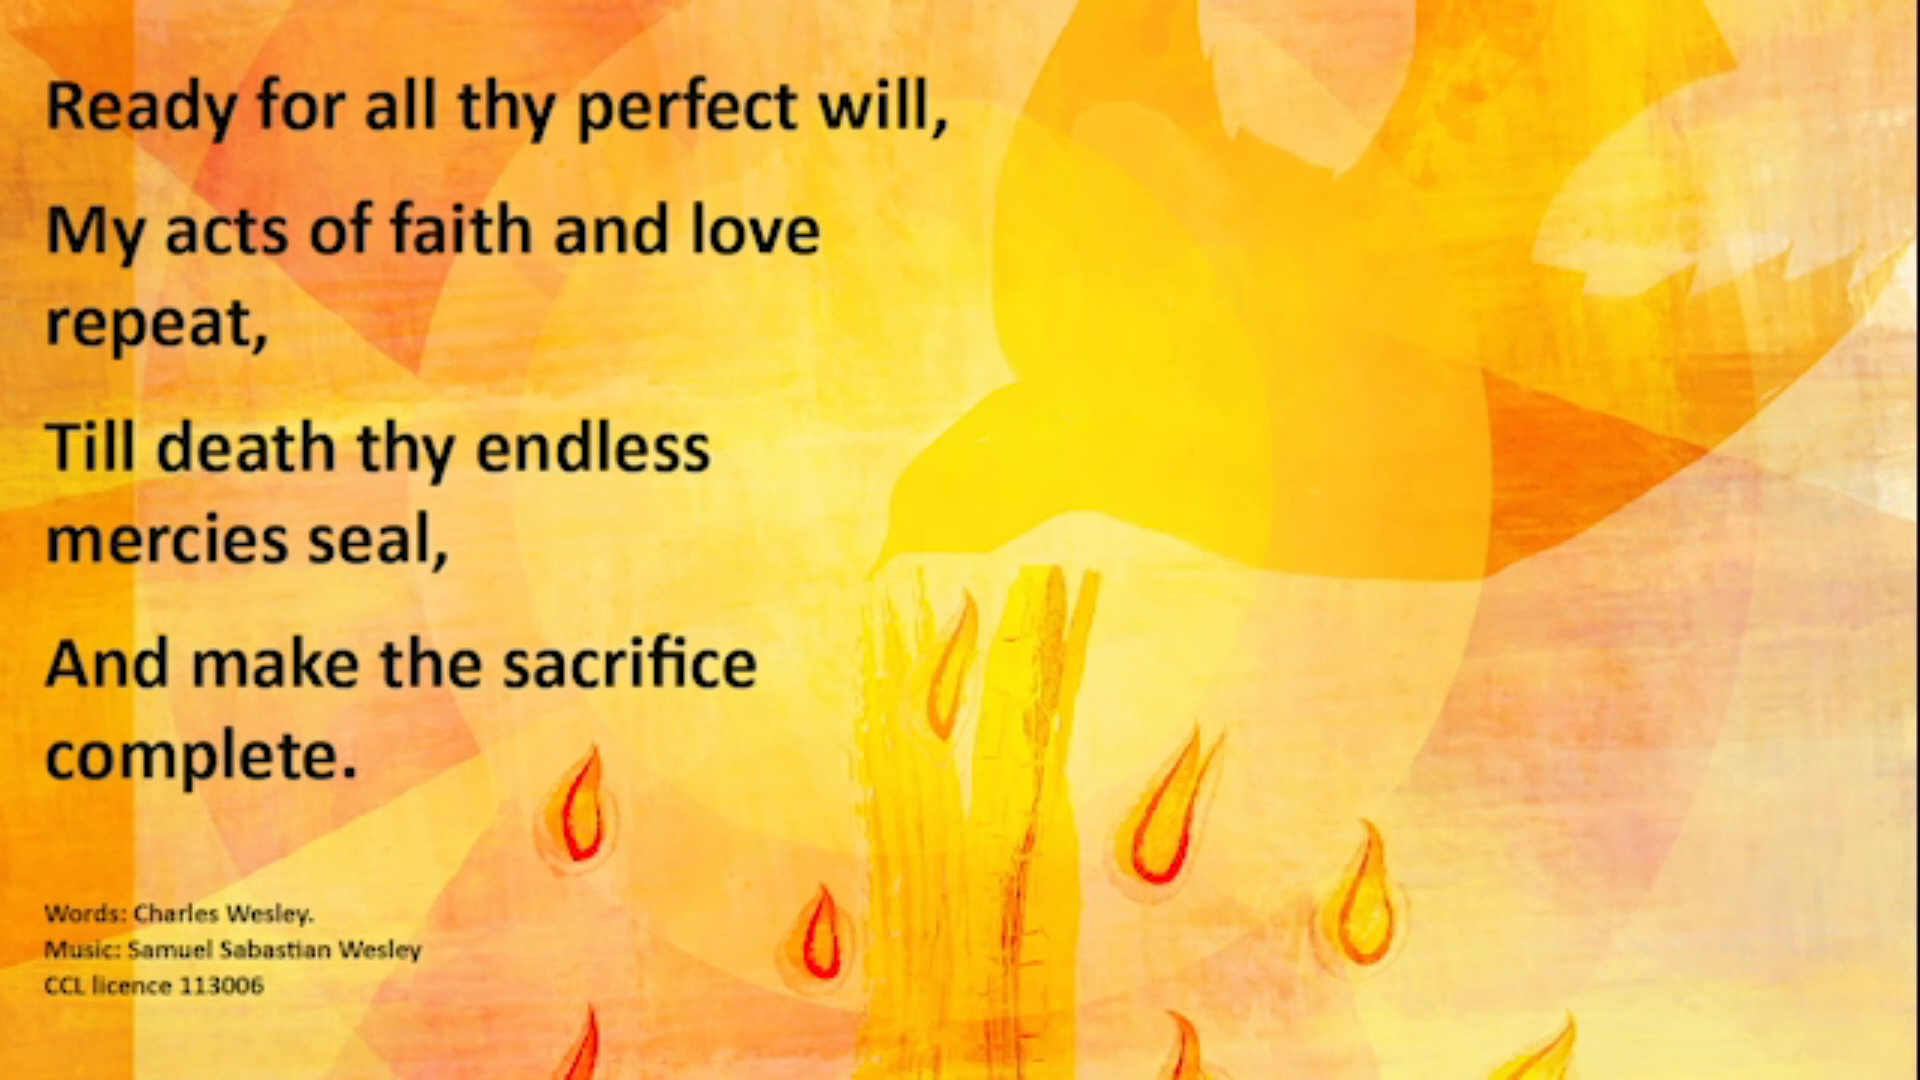 Ready for all thy perfect will,
My acts of faith and love
repeat,
Till death thy endless
mercies seal,
And make the sacrifice
complete.
Words: Charles Wesley.
Music: Samuel Sabastian Wesley
CCL licence 113006